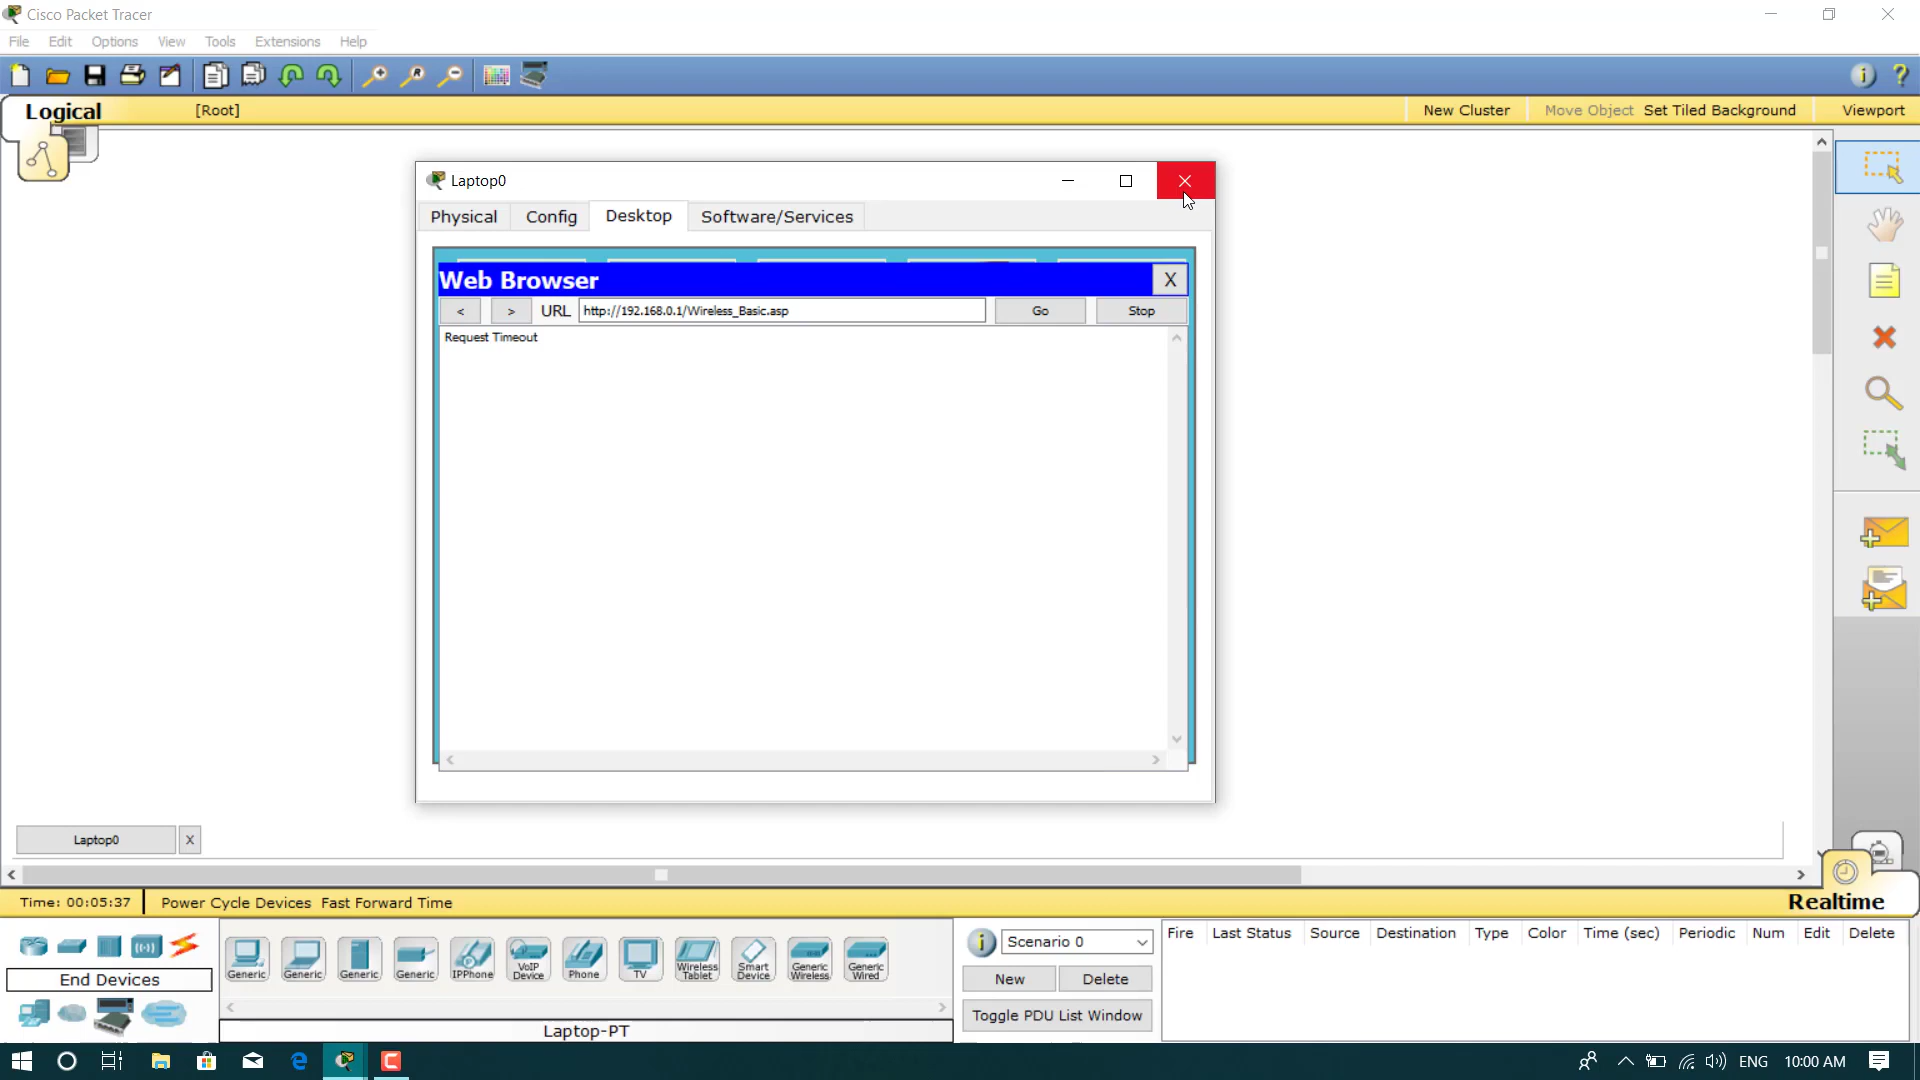 Cisco Packet Tracer
File Edit Options View Tools Extensions Help
Logical [Root] New Cluster Move Object Set Tiled Background Viewport
Laptop0
Physical Config Desktop Software/Services
Web Browser X
< > URL http://192.168.0.1/Wireless_Basic.asp Go Stop
Request Timeout
Laptop0 X
Time: 00:05:37 Power Cycle Devices Fast Forward Time Realtime
End Devices
Generic Generic Generic Generic IPPhone VoIP Device Phone TV Wireless Tablet Smart Device Generic Wireless Generic Wired
Laptop-PT
Scenario 0
New Delete
Toggle PDU List Window
Fire Last Status Source Destination Type Color Time (sec) Periodic Num Edit Delete
ENG 10:00 AM